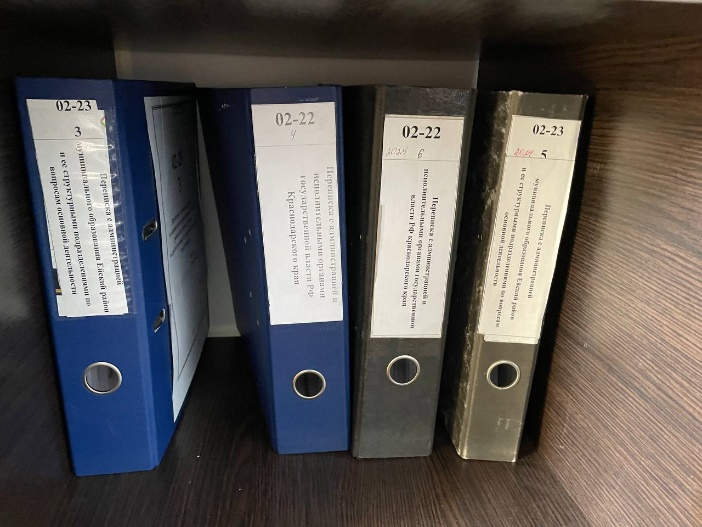 02-23
3
Переписка с администрацией
муниципального образования Ейский район
и ее структурными подразделениями по
вопросам основной деятельности
02-22
4
Переписка с администрацией и
исполнительными органами
государственной власти РФ
Краснодарского края
02-22
2024 6
Переписка с администрацией и
исполнительными органами государственной
власти РФ Краснодарского края
02-23
2024 5
Переписка с администрацией
муниципального образования Ейский район
и ее структурными подразделениями по вопросам
основной деятельности